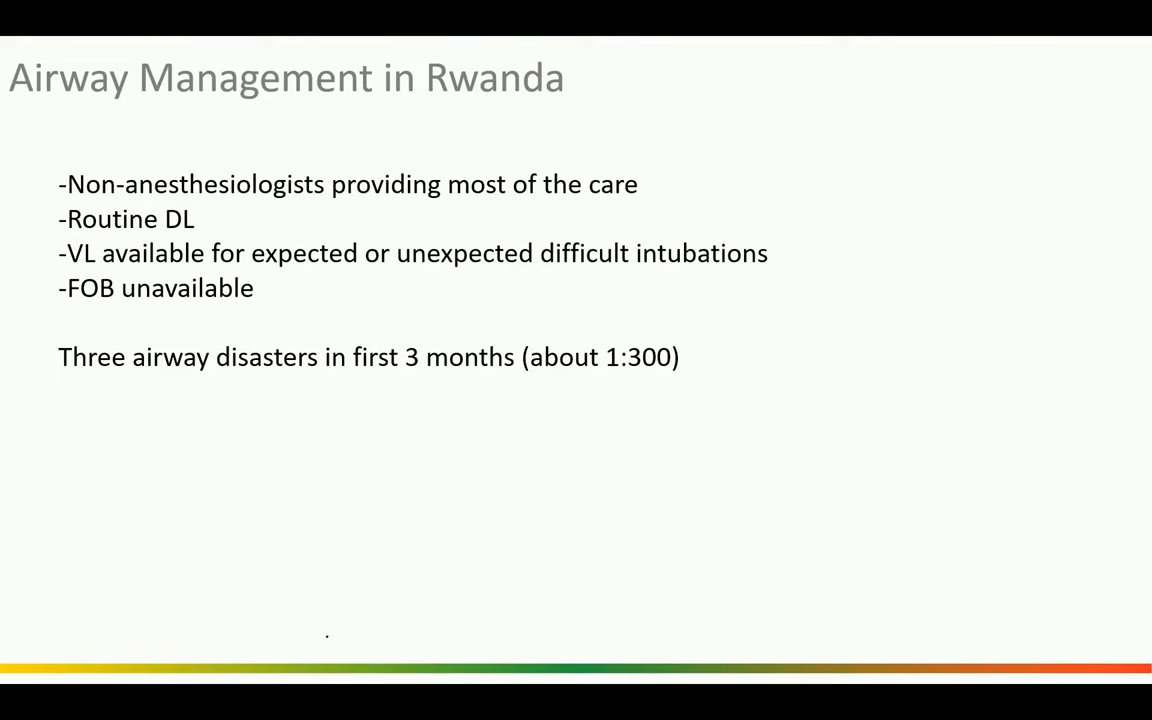 Airway Management in Rwanda
-Non-anesthesiologists providing most of the care
-Routine DL
-VL available for expected or unexpected difficult intubations
-FOB unavailable
Three airway disasters in first 3 months (about 1:300)
.